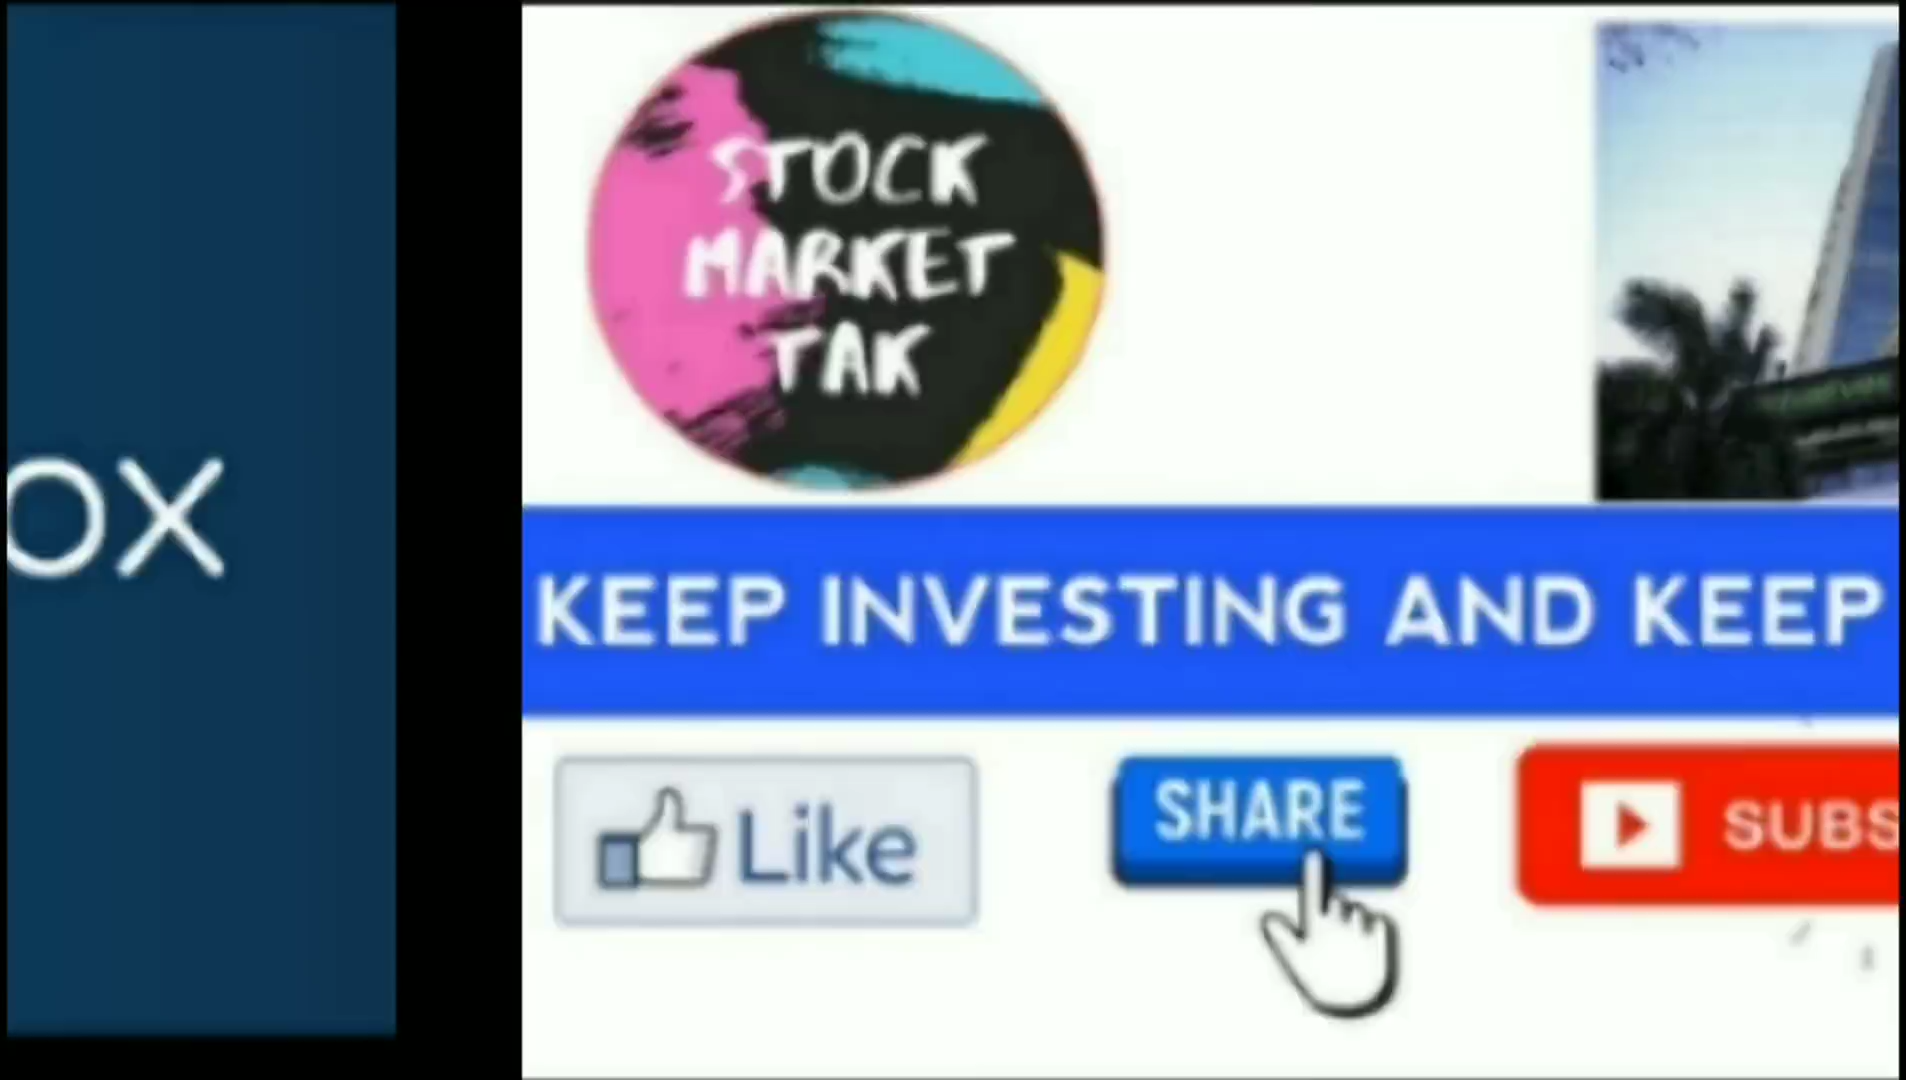 OX
STOCK
MARKET
TAK
KEEP INVESTING AND KEEP
Like
SHARE
SUBS